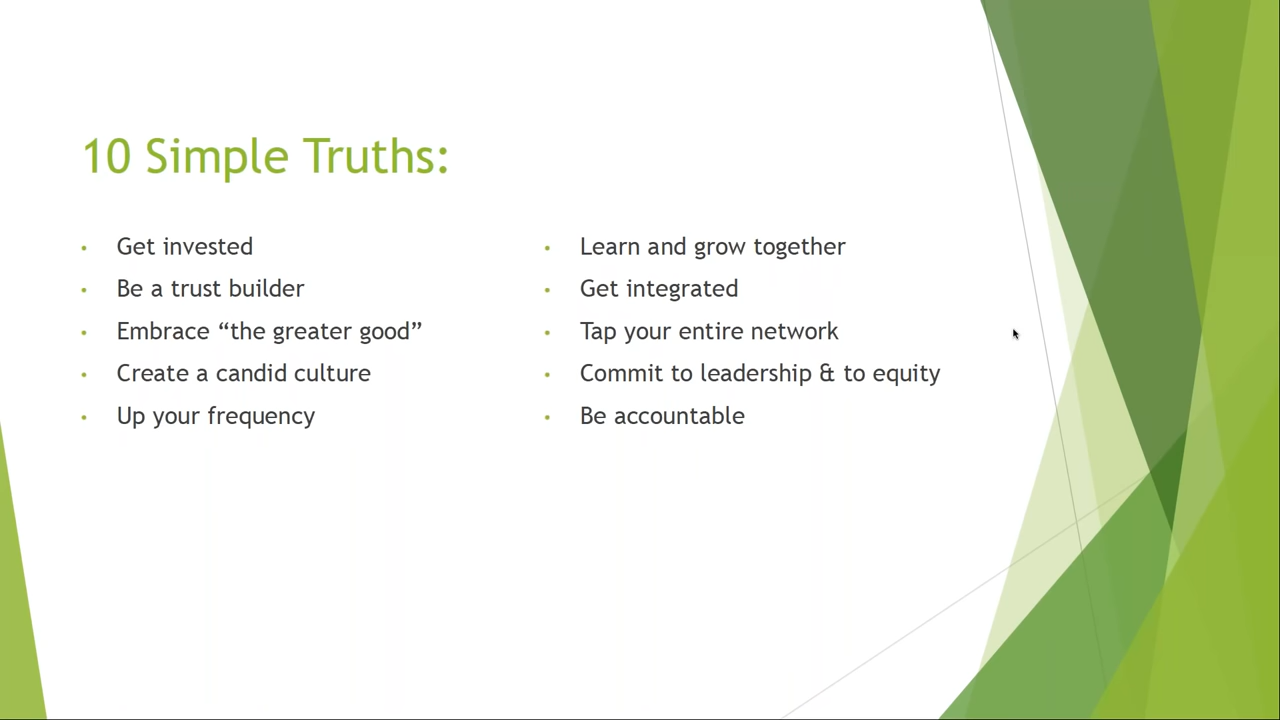 10 Simple Truths:
• Get invested
• Be a trust builder
• Embrace “the greater good”
• Create a candid culture
• Up your frequency
• Learn and grow together
• Get integrated
• Tap your entire network
• Commit to leadership & to equity
• Be accountable